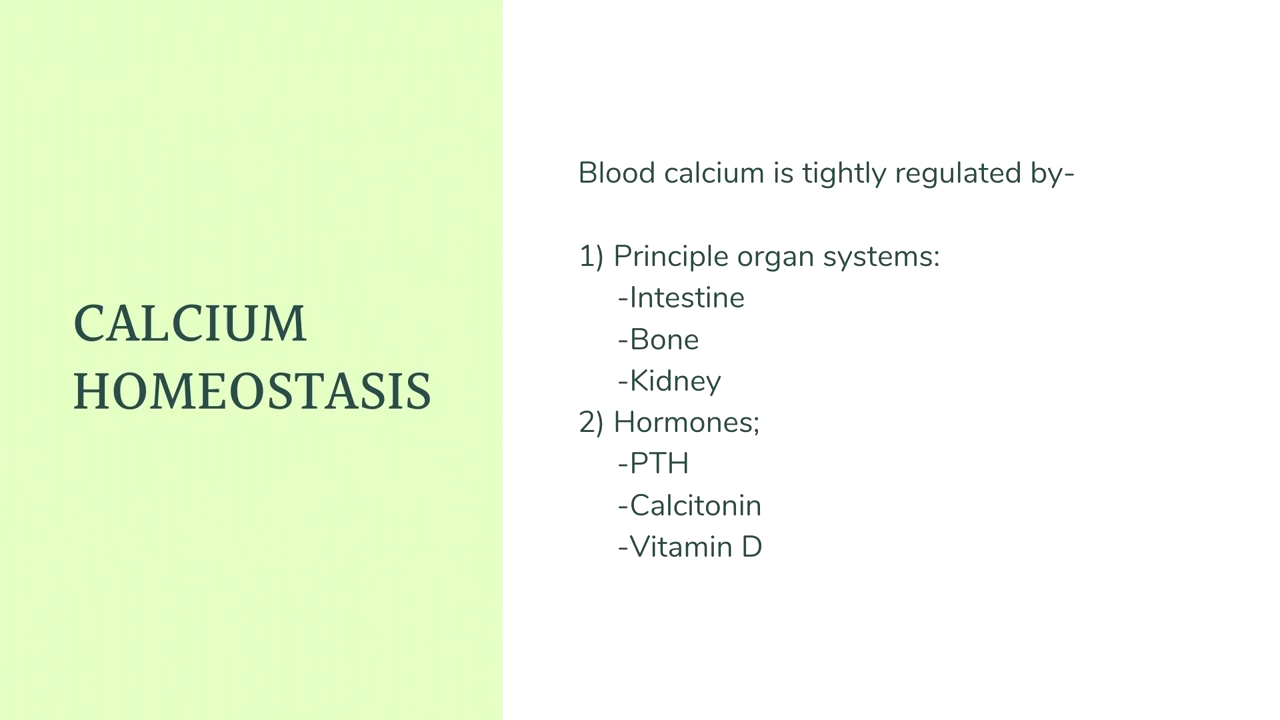 CALCIUM
HOMEOSTASIS
Blood calcium is tightly regulated by-
1) Principle organ systems:
-Intestine
-Bone
-Kidney
2) Hormones;
-PTH
-Calcitonin
-Vitamin D